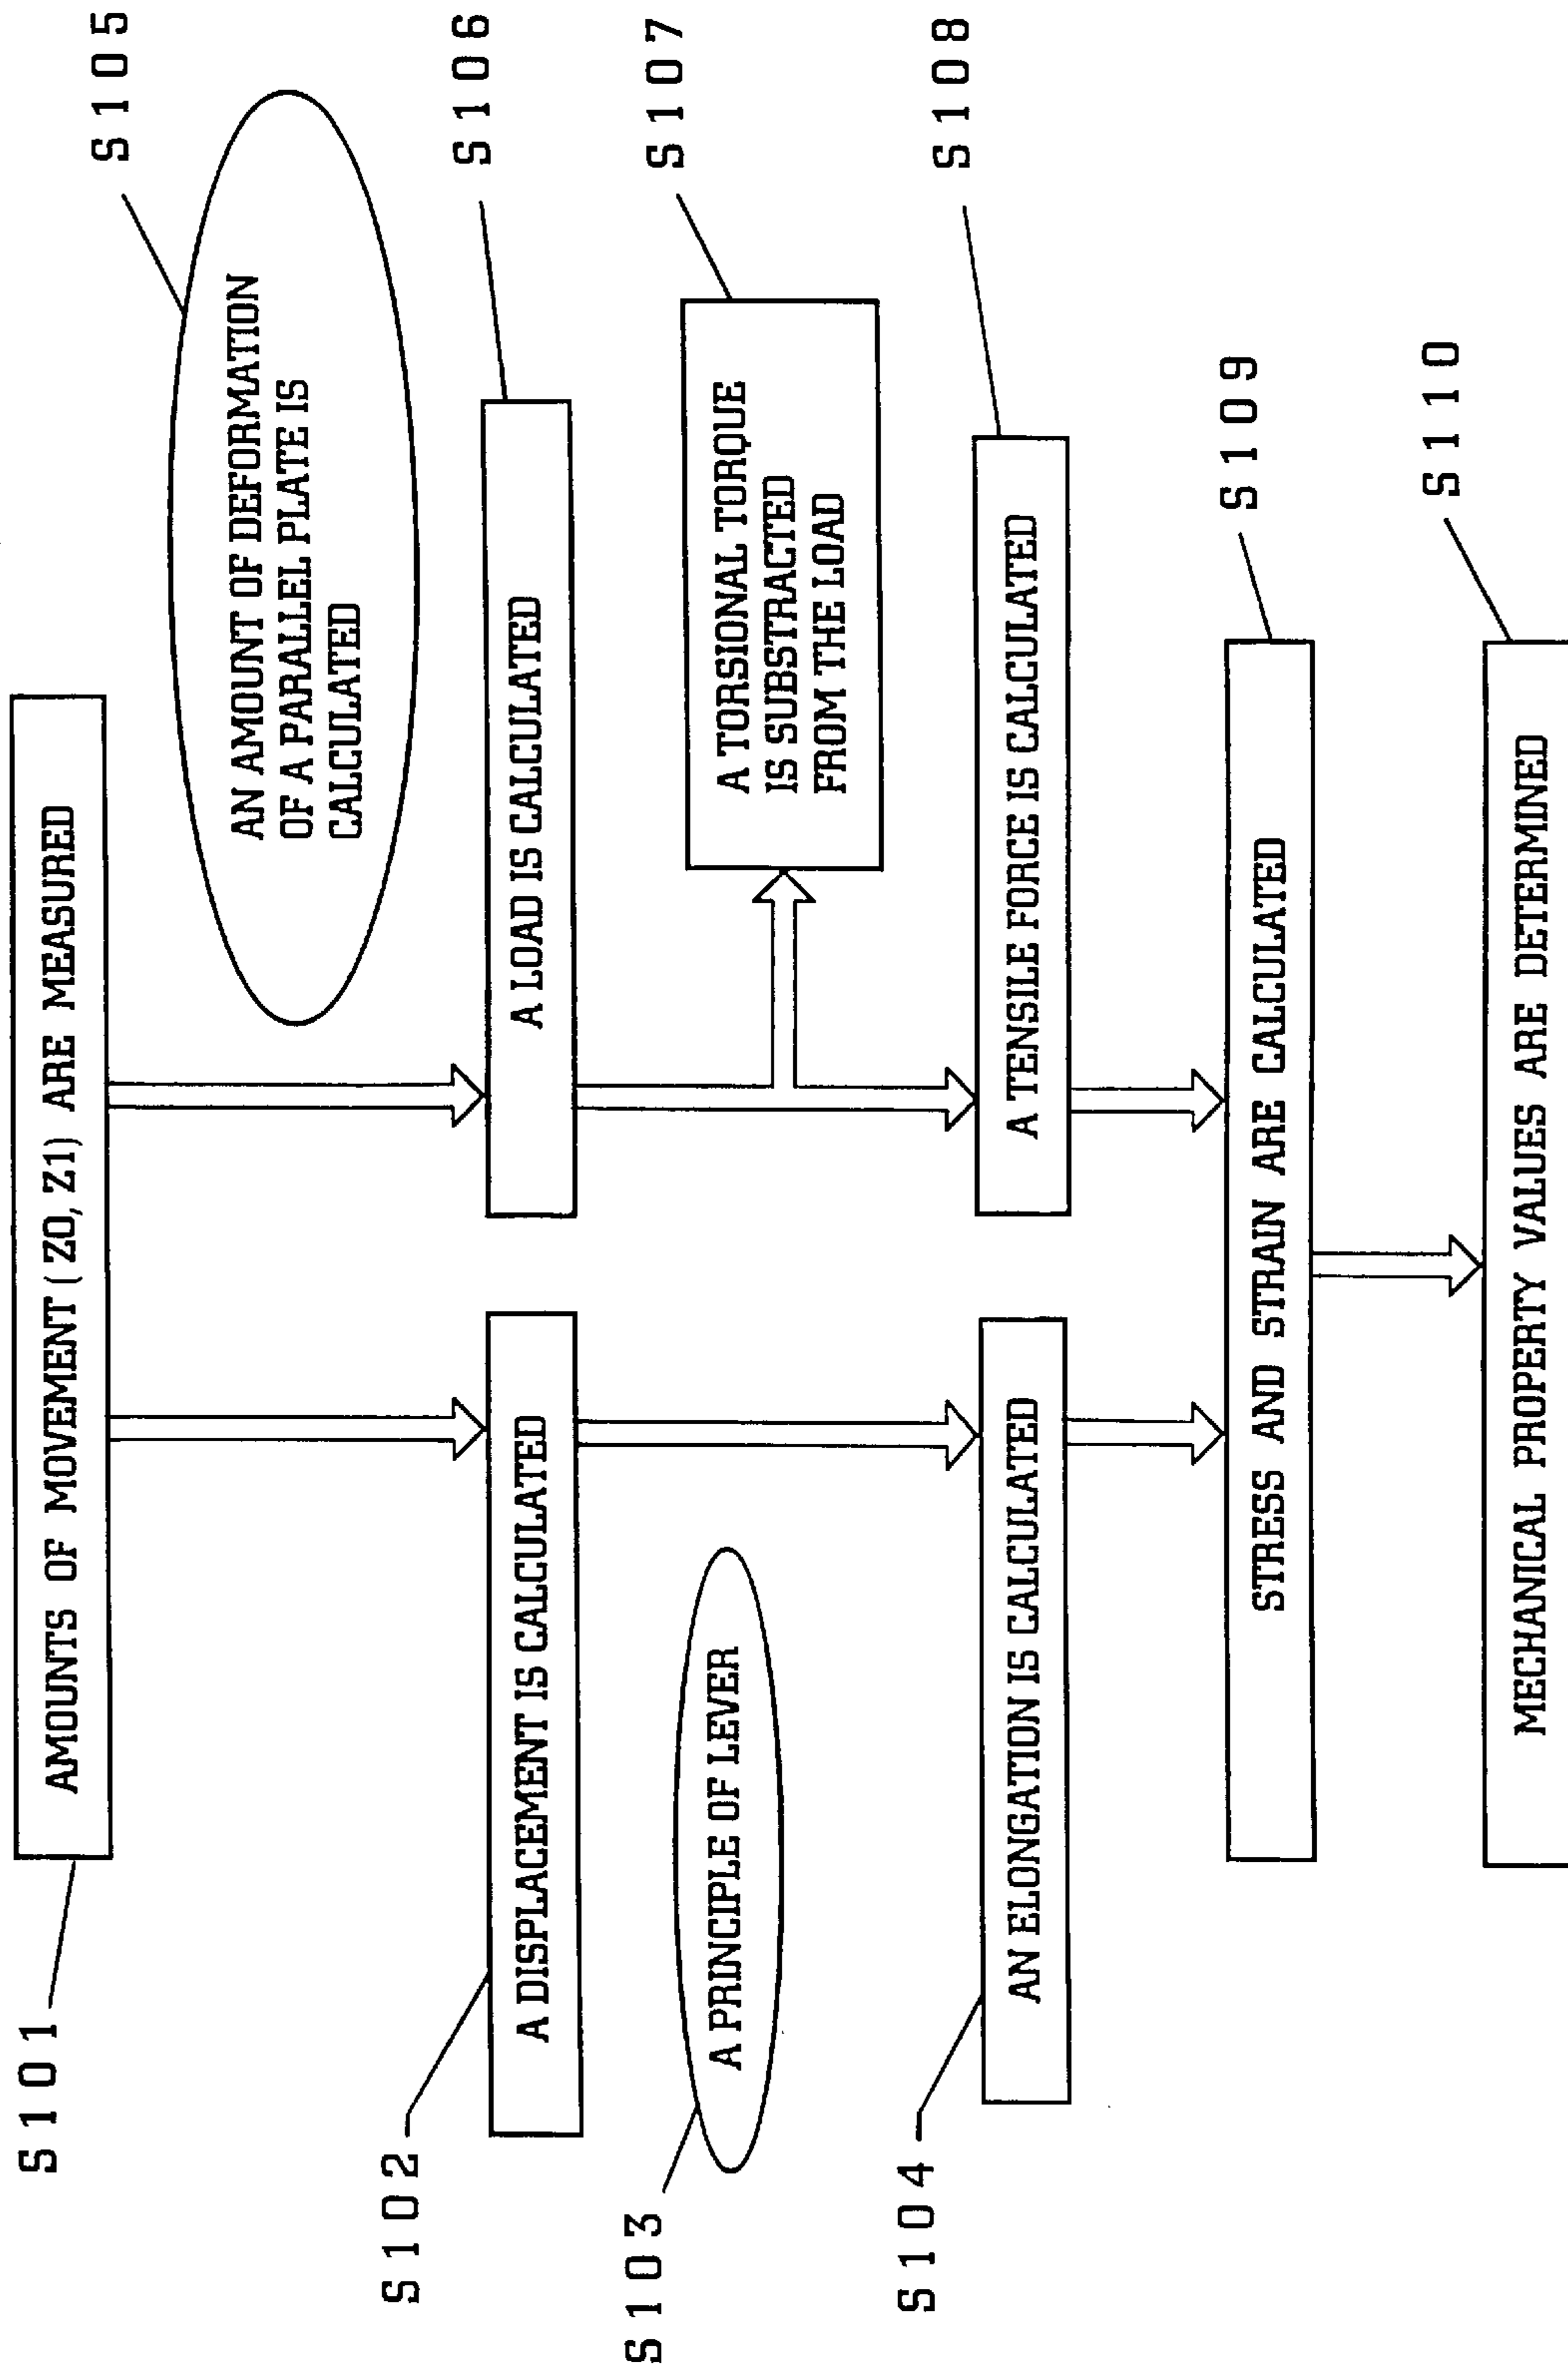 S101
AMOUNTS OF MOVEMENT (Z0, Z1) ARE MEASURED
S102
A DISPLACEMENT IS CALCULATED
S103
A PRINCIPLE OF LEVER
S104
AN ELONGATION IS CALCULATED
S105
AN AMOUNT OF DEFORMATION
OF A PARALLEL PLATE IS
CALCULATED
S106
A LOAD IS CALCULATED
S107
A TORSIONAL TORQUE
IS SUBSTRACTED
FROM THE LOAD
S108
A TENSILE FORCE IS CALCULATED
S109
STRESS AND STRAIN ARE CALCULATED
S110
MECHANICAL PROPERTY VALUES ARE DETERMINED